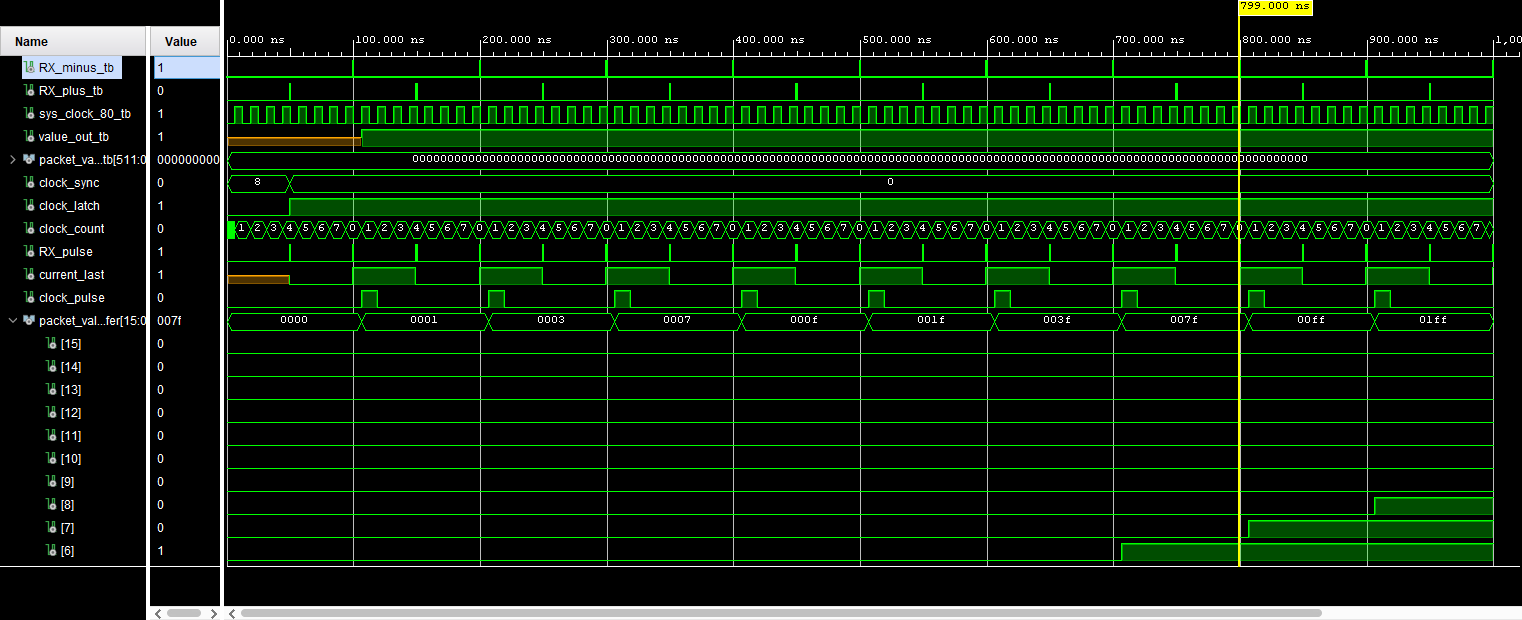 799.000 ns
Name Value 0.000 ns 100.000 ns 200.000 ns 300.000 ns 400.000 ns 500.000 ns 600.000 ns 700.000 ns 800.000 ns 900.000 ns 1,00
RX_minus_tb 1
RX_plus_tb 0
sys_clock_80_tb 1
value_out_tb 1
packet_va...tb[511:0 000000000
clock_sync 0 8 0
clock_latch 1
clock_count 0 1 2 3 4 5 6 7 0 1 2 3 4 5 6 7 0 1 2 3 4 5 6 7 0 1 2 3 4 5 6 7 0 1 2 3 4 5 6 7 0 1 2 3 4 5 6 7 0 1 2 3 4 5 6 7 0 1 2 3 4 5 6 7 0 1 2 3 4 5 6 7 0 1 2 3 4 5 6 7
RX_pulse 1
current_last 1
clock_pulse 0
packet_val...fer[15:0 007f 0000 0001 0003 0007 000f 001f 003f 007f 00ff 01ff
[15] 0
[14] 0
[13] 0
[12] 0
[11] 0
[10] 0
[9] 0
[8] 0
[7] 0
[6] 1